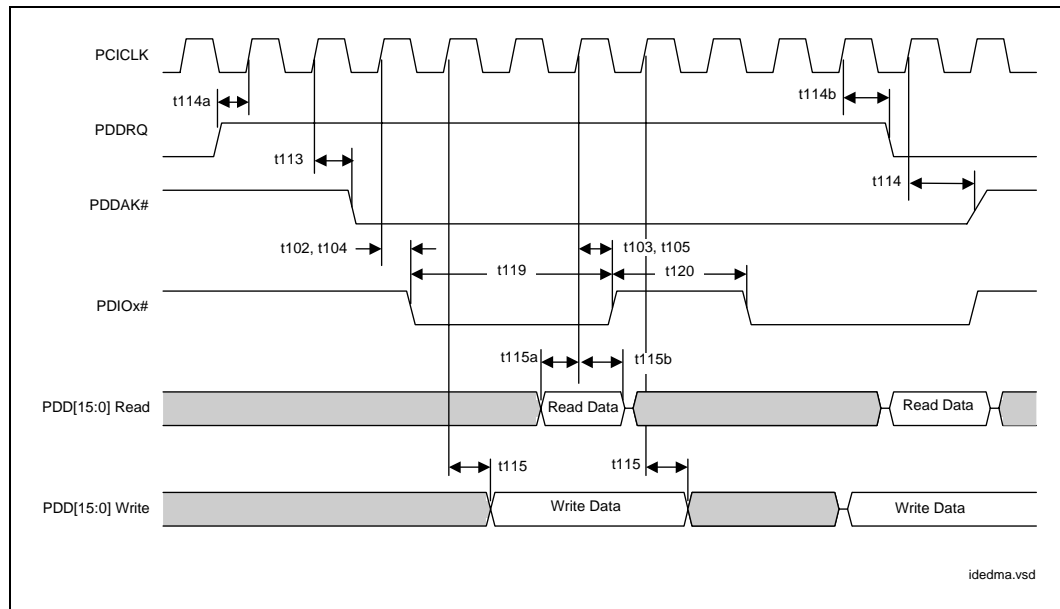 PCICLK
t114a
t114b
PDDRQ
t113
t114
PDDAK#
t102, t104
t103, t105
t119
t120
PDIOx#
t115a
t115b
PDD[15:0] Read
Read Data
Read Data
t115
t115
PDD[15:0] Write
Write Data
Write Data
idedma.vsd